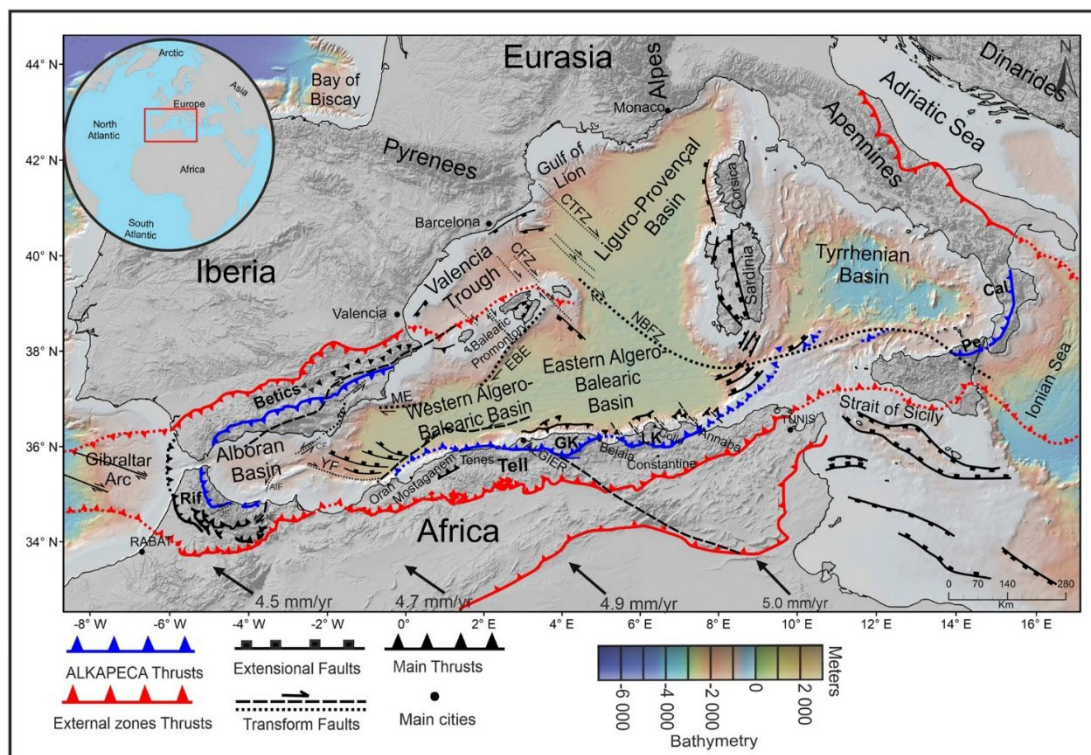 Arctic
Asia
Europe
North
Atlantic
Africa
South
Atlantic
44°
42°
40°
38°
36°
34°
Bay of
Biscay
Eurasia
Alpes
Monaco
Dinarides
N
Adriatic Sea
Apennines
Pyrenees
Gulf of
Lion
CTFZ
Liguro-Provençal
Basin
Corsica
Barcelona
Iberia
Valencia
Trough
CFZ
Tyrrhenian
Basin
Sardinia
Cal
Valencia
Balearic
Promontory
NBFZ
EBE
Pe
Ionian Sea
Betics
Eastern Algero-
Balearic Basin
Western Algero-
Balearic Basin
ME
Strait of Sicily
TUNIS
Alboran
Basin
CF
YF
AIF
Gibraltar
Arc
GK
LK
Annaba
Bejaia
Constantine
Tenes
Tell
Oran
Mostaganem
Rif
RABAT
Africa
4.5 mm/yr
4.7 mm/yr
4.9 mm/yr
5.0 mm/yr
0 70 140 280
Km
-8° W -6° W -4° W -2° W 0° E 2° E 4° E 6° E 8° E 10° E 12° E 14° E 16° E
ALKAPECA Thrusts
Extensional Faults
Main Thrusts
External zones Thrusts
Transform Faults
Main cities
Meters
-6 000
-4 000
-2 000
0
2 000
Bathymetry